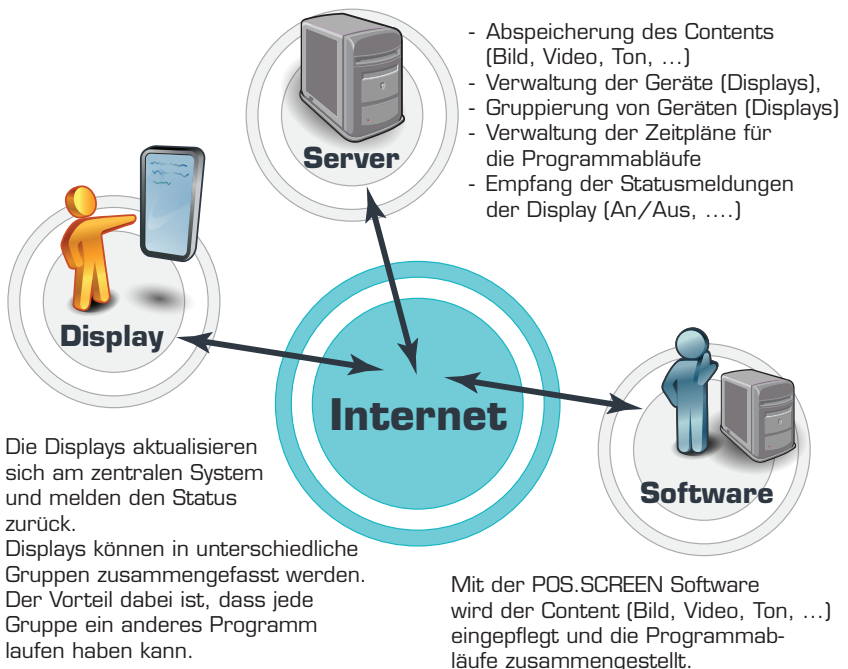 - Abspeicherung des Contents
(Bild, Video, Ton, ...)
- Verwaltung der Geräte (Displays),
- Gruppierung von Geräten (Displays)
- Verwaltung der Zeitpläne für
die Programmabläufe
- Empfang der Statusmeldungen
der Display (An/Aus, ....)
Server
Display
Internet
Software
Die Displays aktualisieren
sich am zentralen System
und melden den Status
zurück.
Displays können in unterschiedliche
Gruppen zusammengefasst werden.
Der Vorteil dabei ist, dass jede
Gruppe ein anderes Programm
laufen haben kann.
Mit der POS.SCREEN Software
wird der Content (Bild, Video, Ton, ...)
eingepflegt und die Programmab-
läufe zusammengestellt.